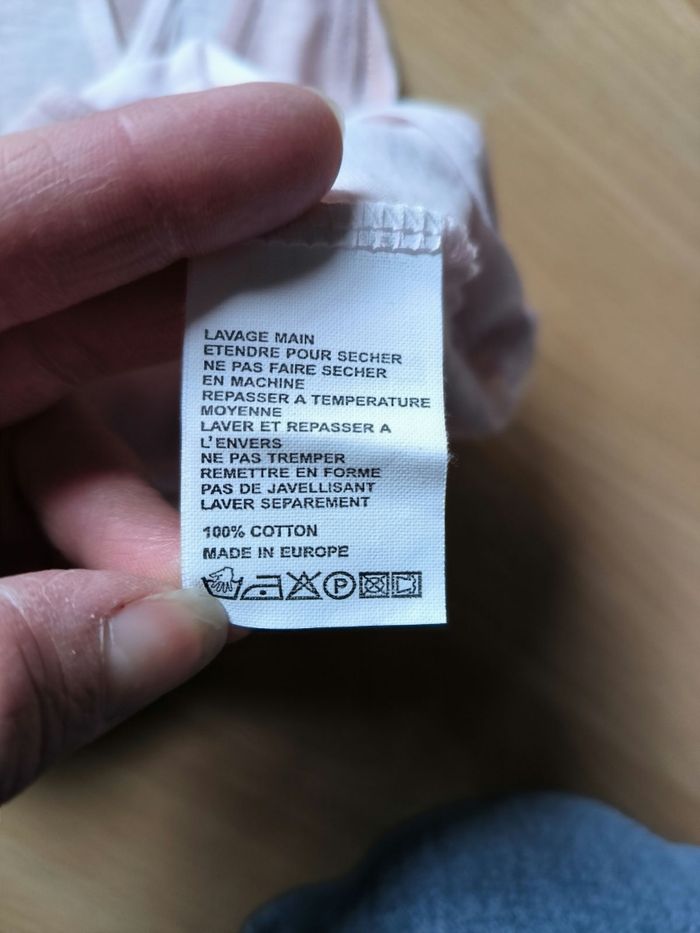 LAVAGE MAIN
ETENDRE POUR SECHER
NE PAS FAIRE SECHER
EN MACHINE
REPASSER A TEMPERATURE
MOYENNE
LAVER ET REPASSER A
L'ENVERS
NE PAS TREMPER
REMETTRE EN FORME
PAS DE JAVELLISANT
LAVER SEPAREMENT
100% COTTON
MADE IN EUROPE
P